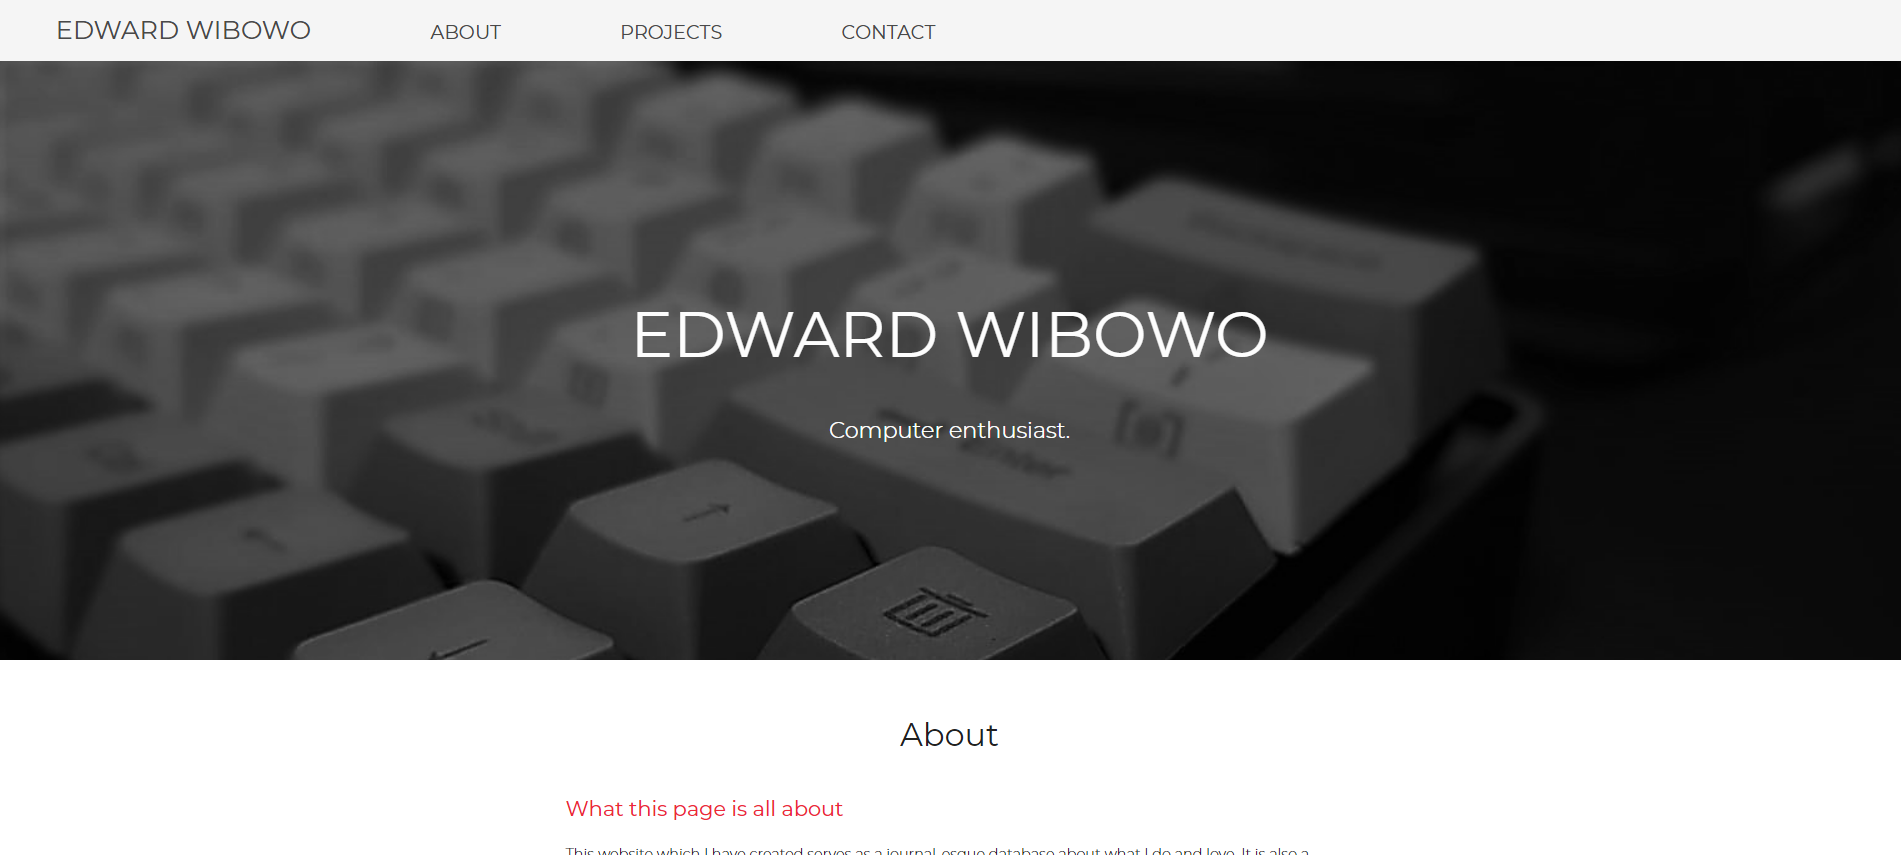 EDWARD WIBOWO
ABOUT
PROJECTS
CONTACT
EDWARD WIBOWO
Computer enthusiast.
Enter
About
What this page is all about
This website which I have created serves as a journal-esque database about what I do and love. It is also a